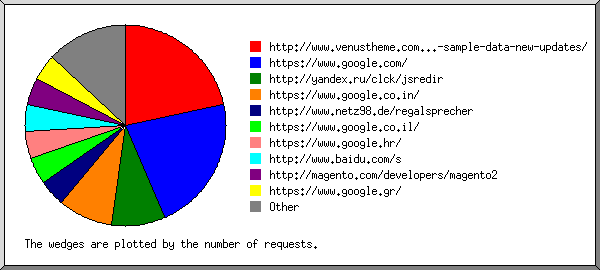 http://www.venustheme.com...-sample-data-new-updates/
https://www.google.com/
http://yandex.ru/clck/jsredir
https://www.google.co.in/
http://www.netz98.de/regalsprecher
https://www.google.co.il/
https://www.google.hr/
http://www.baidu.com/s
http://magento.com/developers/magento2
https://www.google.gr/
Other
The wedges are plotted by the number of requests.